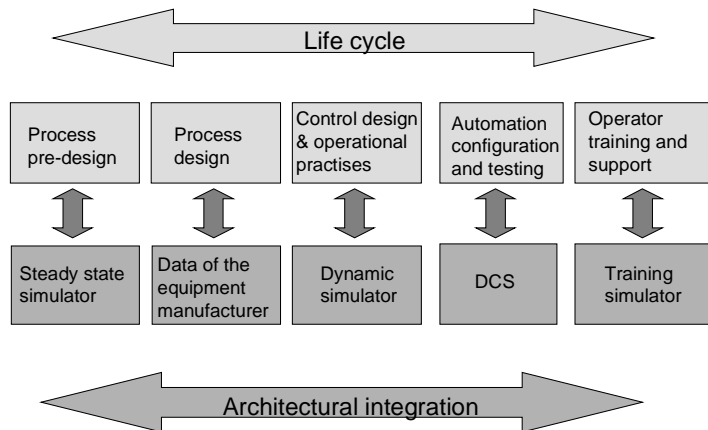 Life cycle
Process
pre-design
Process
design
Control design
& operational
practises
Automation
configuration
and testing
Operator
training and
support
Steady state
simulator
Data of the
equipment
manufacturer
Dynamic
simulator
DCS
Training
simulator
Architectural integration